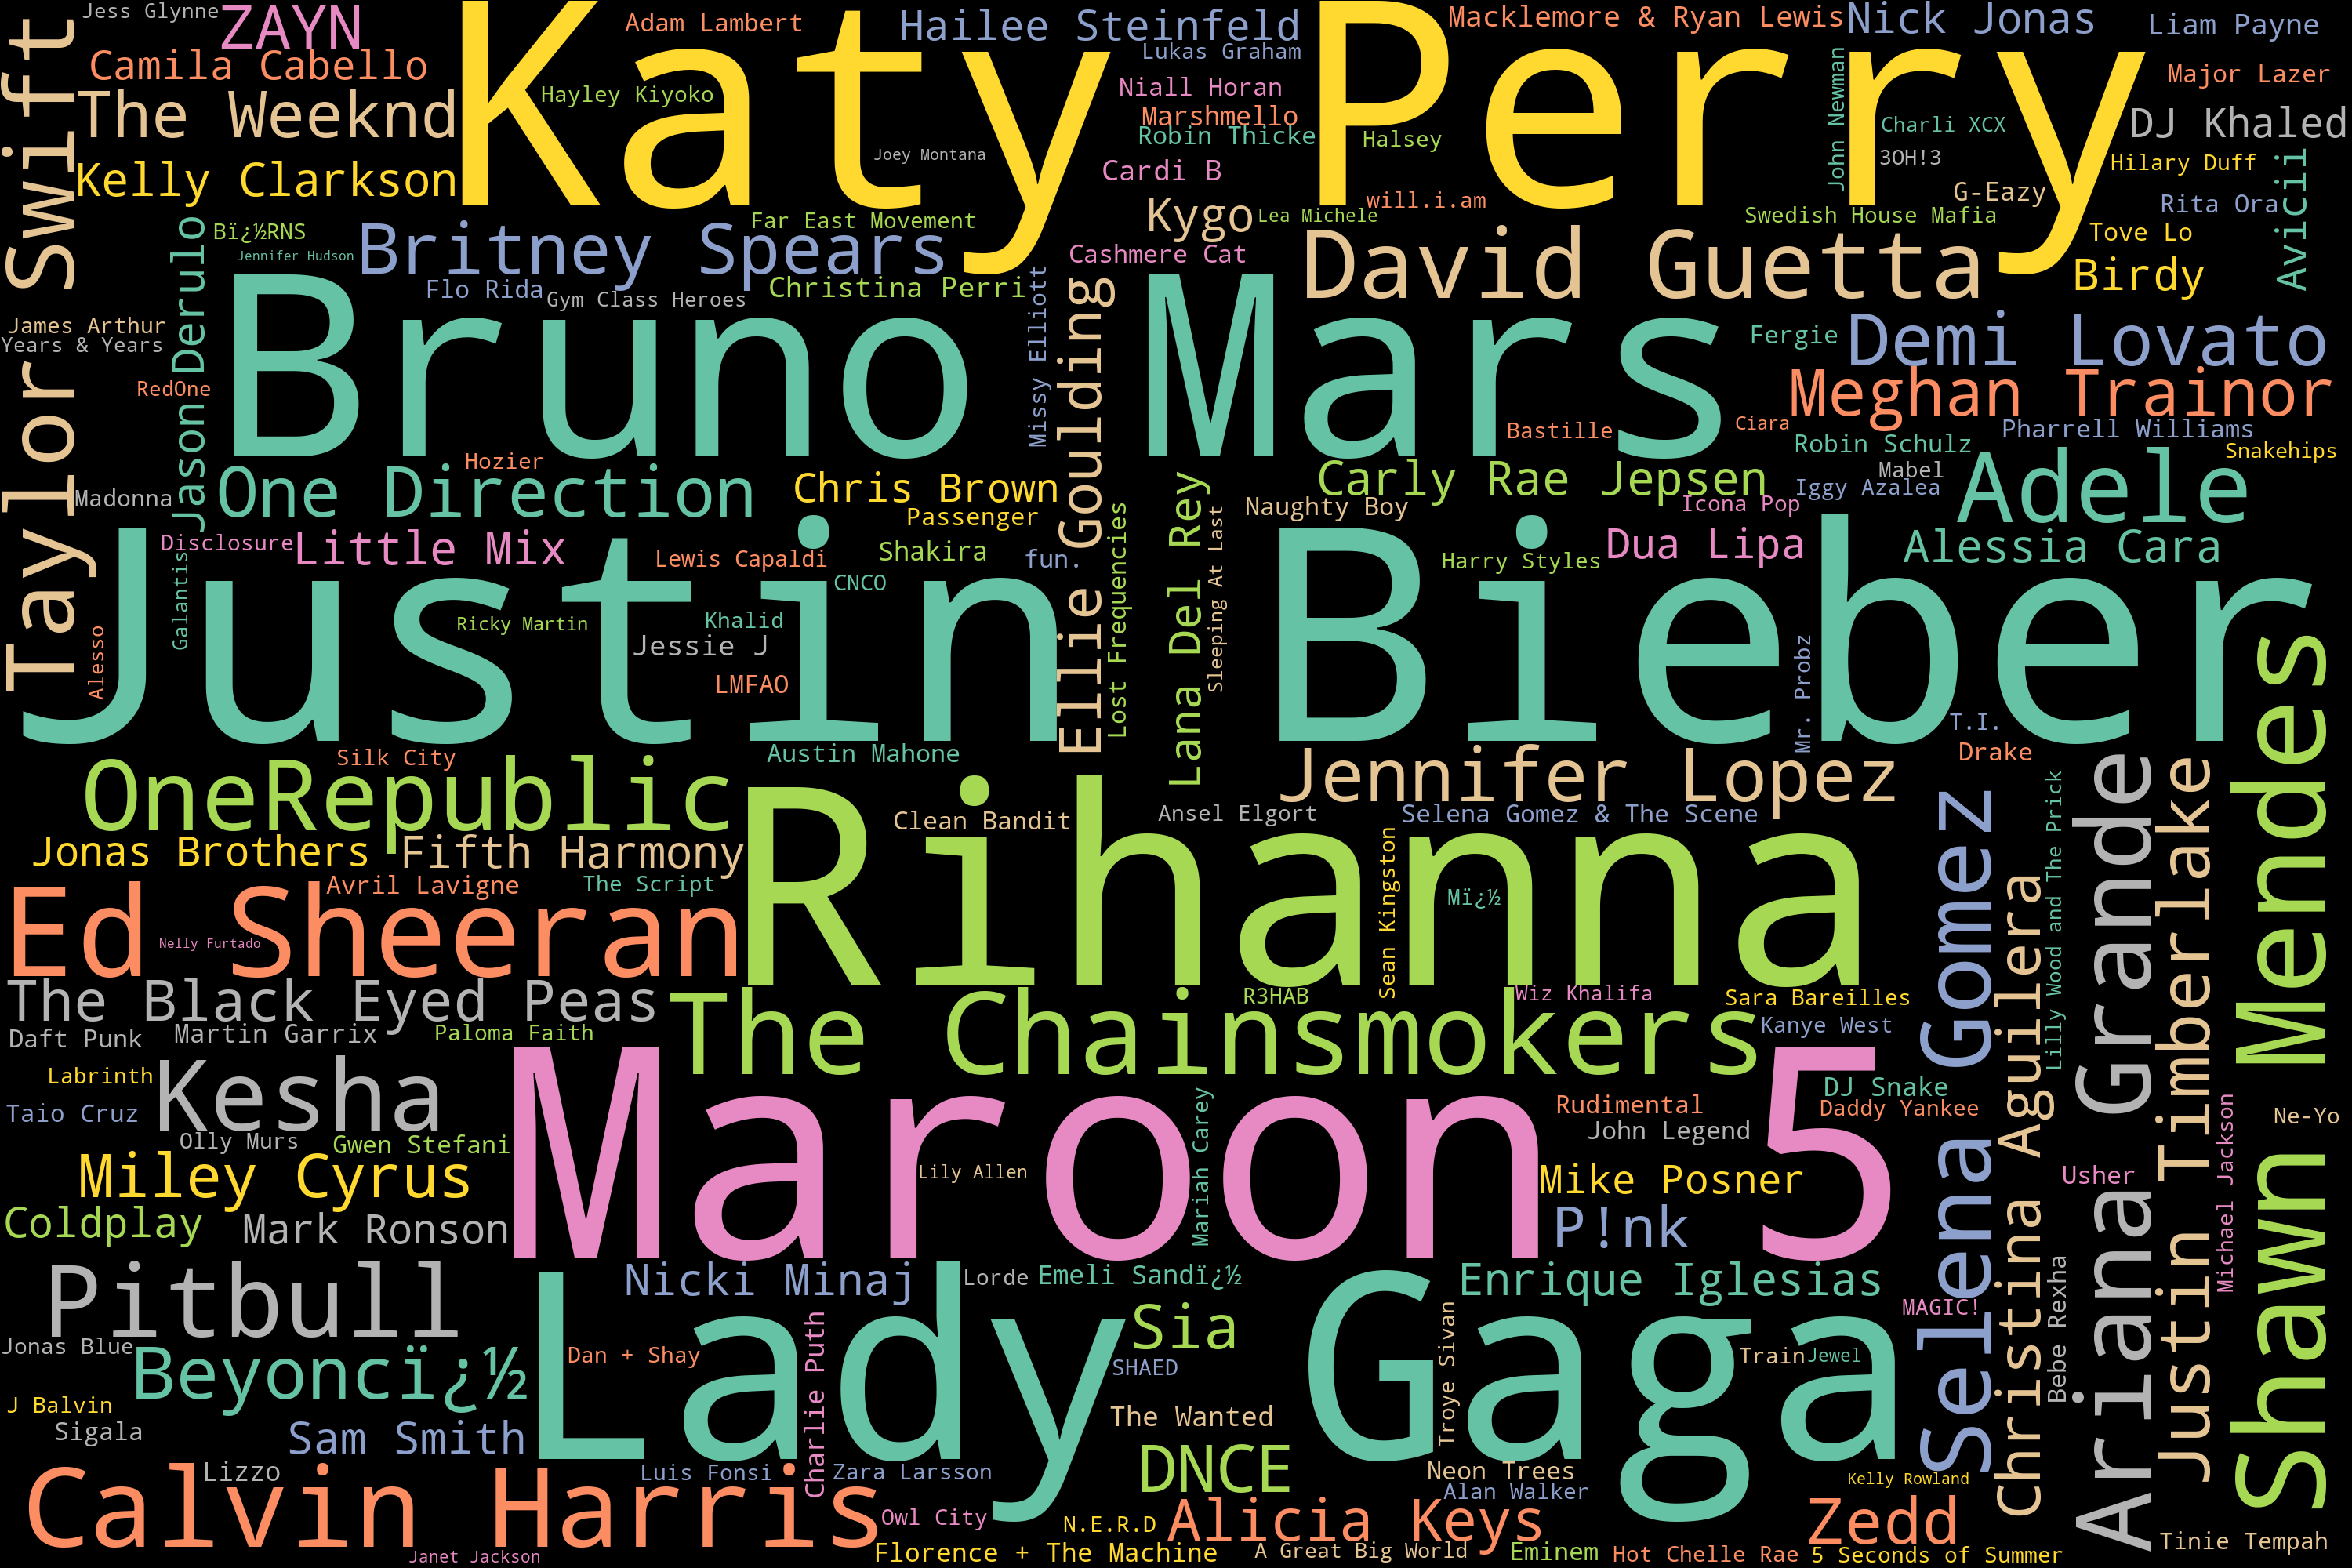 Jess Glynne
ZAYN
Adam Lambert
Katy Perry
Hailee Steinfeld
Macklemore & Ryan Lewis
Nick Jonas
Liam Payne
Lukas Graham
Camila Cabello
Major Lazer
Niall Horan
Hayley Kiyoko
The Weeknd
Marshmello
John Newman
Charli XCX
DJ Khaled
Robin Thicke
Halsey
Joey Montana
3OH!3
Hilary Duff
Cardi B
Kelly Clarkson
G-Eazy
will.i.am
Rita Ora
Avicii
Taylor Swift
Kygo
Lea Michele
Swedish House Mafia
Far East Movement
Bï¿½RNS
Tove Lo
Britney Spears
Jennifer Hudson
Cashmere Cat
David Guetta
Birdy
Flo Rida
Gym Class Heroes
Christina Perri
Missy Elliott
Jason Derulo
James Arthur
Years & Years
Fergie
Demi Lovato
Bruno Mars
RedOne
Meghan Trainor
Ciara
Bastille
Pharrell Williams
Robin Schulz
Snakehips
Hozier
Mabel
Carly Rae Jepsen
One Direction
Chris Brown
Iggy Azalea
Adele
Madonna
Naughty Boy
Icona Pop
Passenger
Ellie Goulding
Disclosure
Little Mix
Lewis Capaldi
Shakira
fun.
Harry Styles
Dua Lipa
Alessia Cara
CNCO
Galantis
Lost Frequencies
Lana Del Rey
Sleeping At Last
Justin Bieber
Ricky Martin
Khalid
Jessie J
Alesso
LMFAO
Mr. Probz
T.I.
Silk City
Austin Mahone
Drake
Jennifer Lopez
OneRepublic
Clean Bandit
Ansel Elgort
Selena Gomez & The Scene
Jonas Brothers
Fifth Harmony
Rihanna
Avril Lavigne
The Script
Mï¿½
Sean Kingston
Ed Sheeran
Nelly Furtado
Lilly Wood and The Prick
Shawn Mendes
R3HAB
Wiz Khalifa
Sara Bareilles
The Black Eyed Peas
Kanye West
Daft Punk
Martin Garrix
Paloma Faith
The Chainsmokers
Labrinth
Kesha
DJ Snake
Taio Cruz
Rudimental
Daddy Yankee
Ne-Yo
John Legend
Olly Murs
Gwen Stefani
Maroon 5
Lily Allen
Mariah Carey
Miley Cyrus
Mike Posner
Usher
Selena Gomez
Christina Aguilera
Ariana Grande
Justin Timberlake
Michael Jackson
Coldplay
Mark Ronson
P!nk
Nicki Minaj
Lorde
Emeli Sandï¿½
Enrique Iglesias
Pitbull
MAGIC!
Bebe Rexha
Sia
Jonas Blue
Dan + Shay
Train
Jewel
SHAED
Troye Sivan
Charlie Puth
Beyoncï¿½
Lady Gaga
J Balvin
The Wanted
Sigala
Sam Smith
Lizzo
Luis Fonsi
Zara Larsson
DNCE
Neon Trees
Kelly Rowland
Alan Walker
Calvin Harris
Owl City
N.E.R.D
Alicia Keys
Zedd
Tinie Tempah
Janet Jackson
Florence + The Machine
A Great Big World
Eminem
Hot Chelle Rae
5 Seconds of Summer